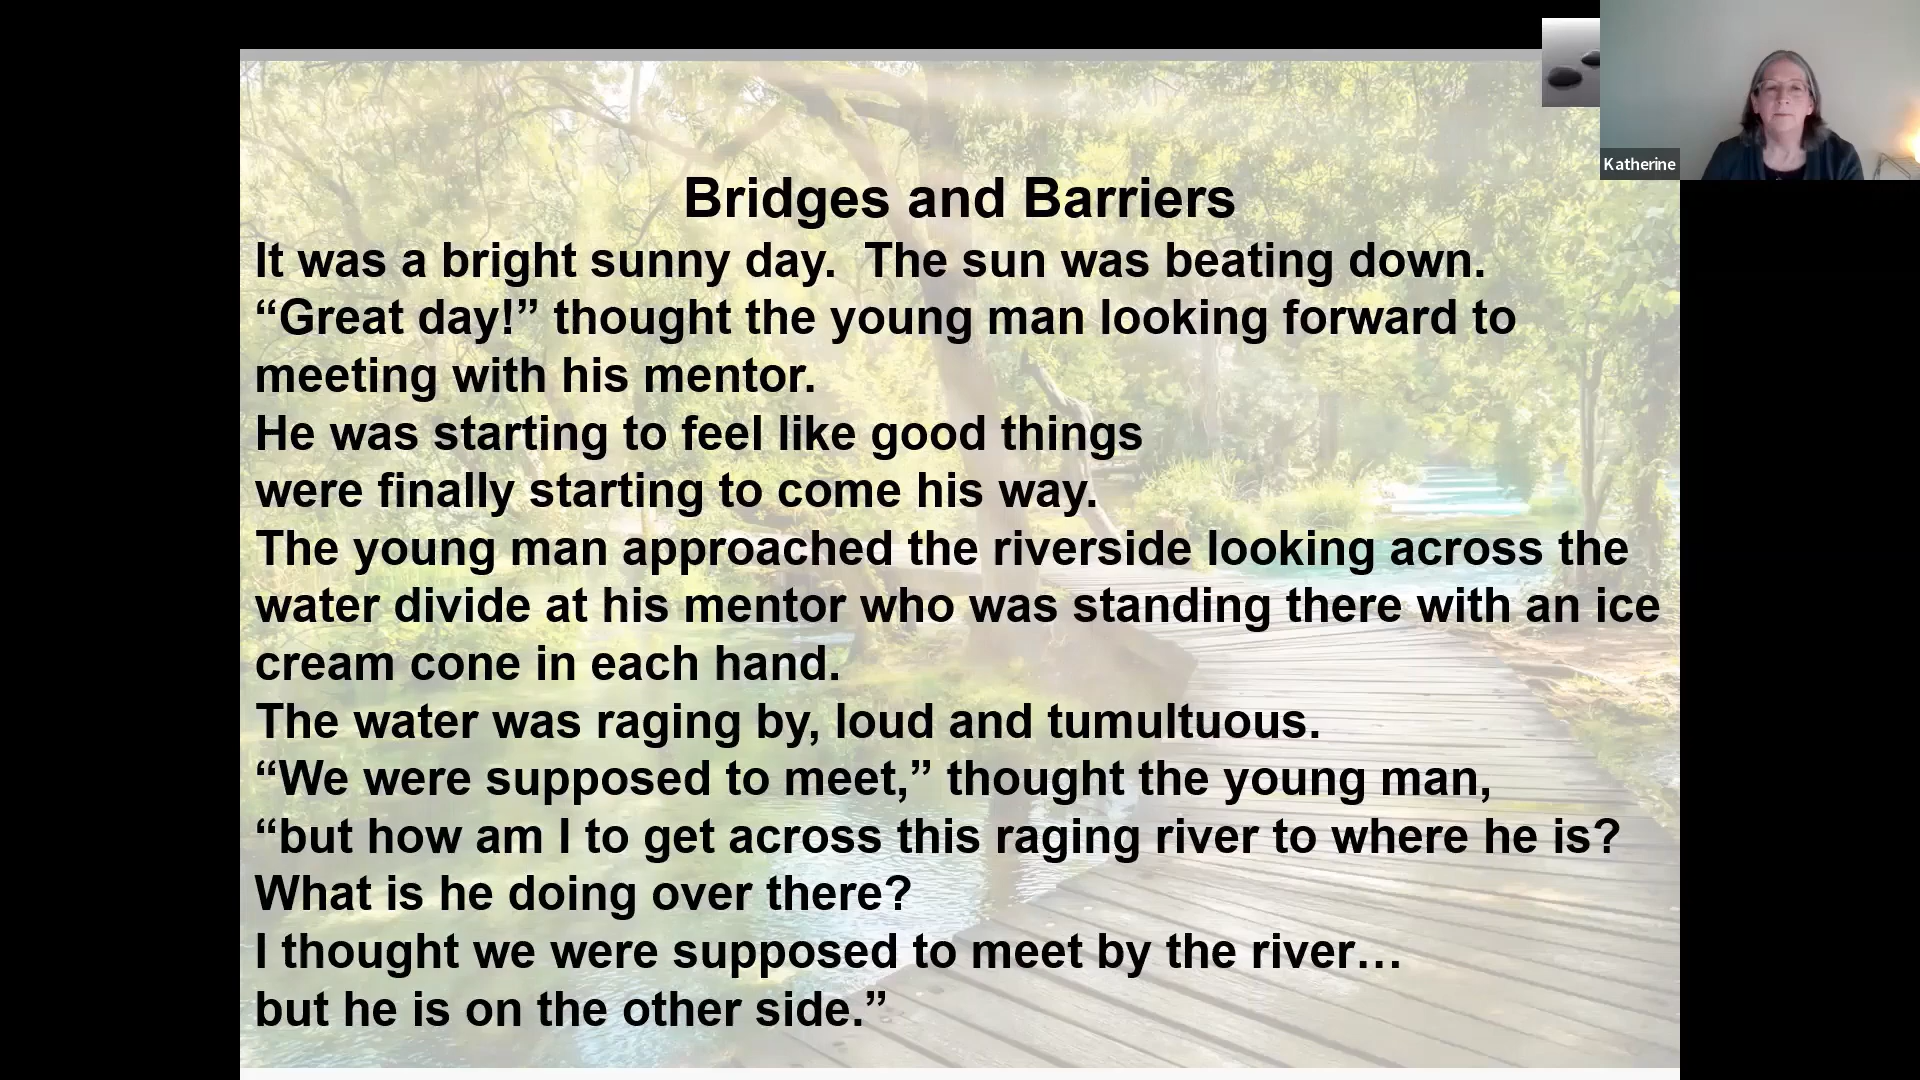 Katherine
Bridges and Barriers
It was a bright sunny day.  The sun was beating down.
“Great day!” thought the young man looking forward to
meeting with his mentor.
He was starting to feel like good things
were finally starting to come his way.
The young man approached the riverside looking across the
water divide at his mentor who was standing there with an ice
cream cone in each hand.
The water was raging by, loud and tumultuous.
“We were supposed to meet,” thought the young man,
“but how am I to get across this raging river to where he is?
What is he doing over there?
I thought we were supposed to meet by the river…
but he is on the other side.”